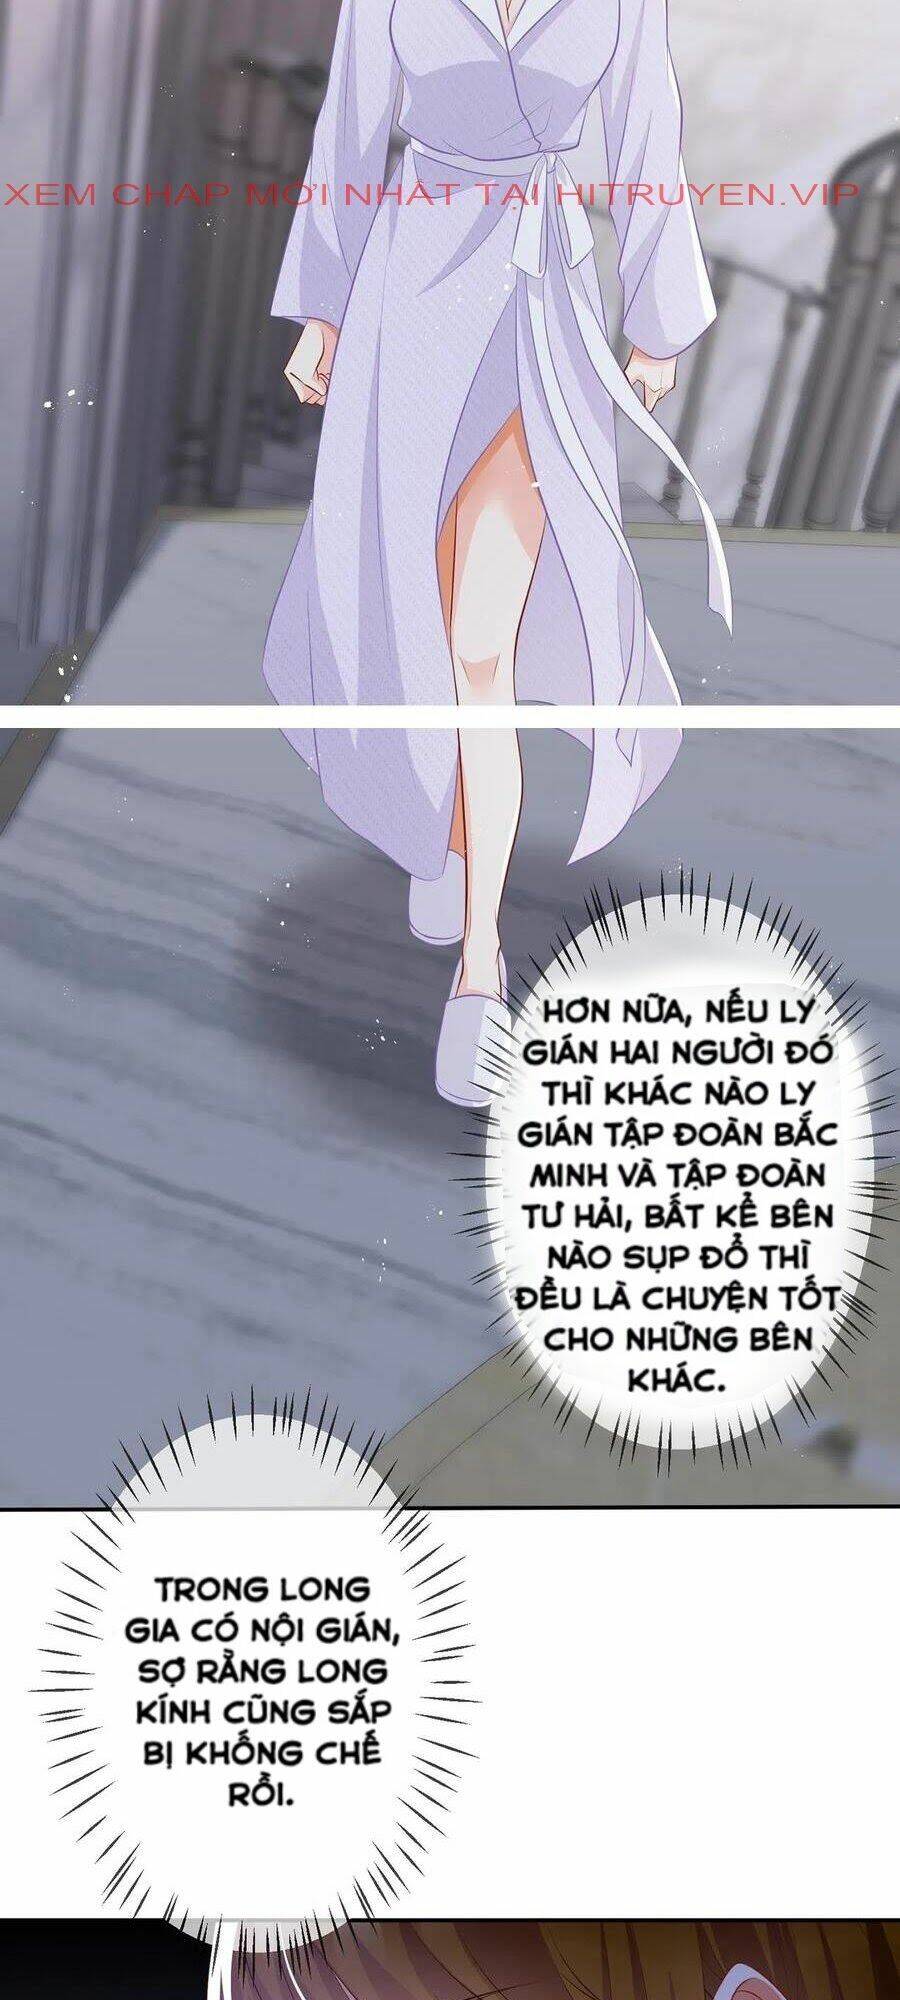 XEM CHAP MỚI NHẤT TẠI HITRUYEN.VIP
HƠN NỮA, NẾU LY
GIÁN HAI NGƯỜI ĐÓ
THÌ KHÁC NÀO LY
GIÁN TẬP ĐOÀN BẮC
MINH VÀ TẬP ĐOÀN
TƯ HẢI, BẤT KỂ BÊN
NÀO SỤP ĐỔ THÌ
ĐỀU LÀ CHUYỆN TỐT
CHO NHỮNG BÊN
KHÁC.
TRONG LONG
GIA CÓ NỘI GIÁN,
SỢ RẰNG LONG
KÍNH CŨNG SẮP
BỊ KHỐNG CHẾ
RỒI.